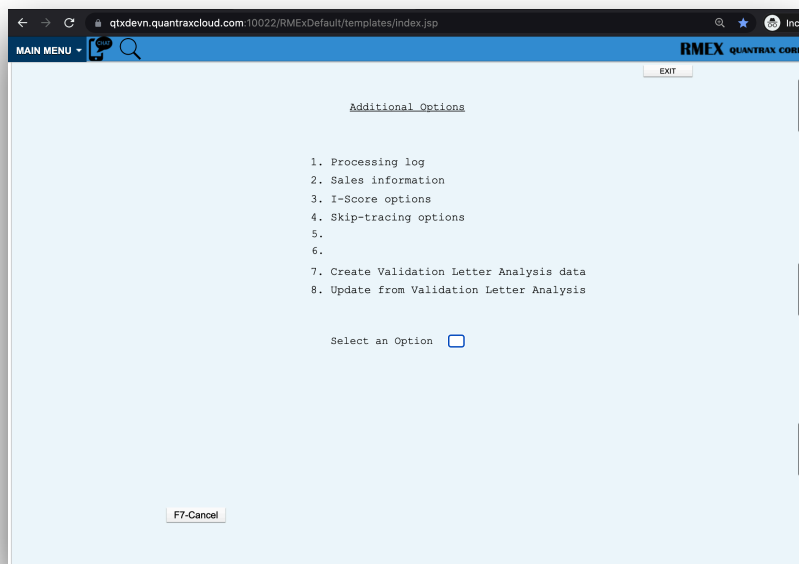 qtxdevn.quantraxcloud.com:10022/RMExDefault/templates/index.jsp
MAIN MENU CHAT RMEX QUANTRAX
EXIT
Additional Options
1. Processing log
2. Sales information
3. I-Score options
4. Skip-tracing options
5.
6.
7. Create Validation Letter Analysis data
8. Update from Validation Letter Analysis
Select an Option
F7-Cancel